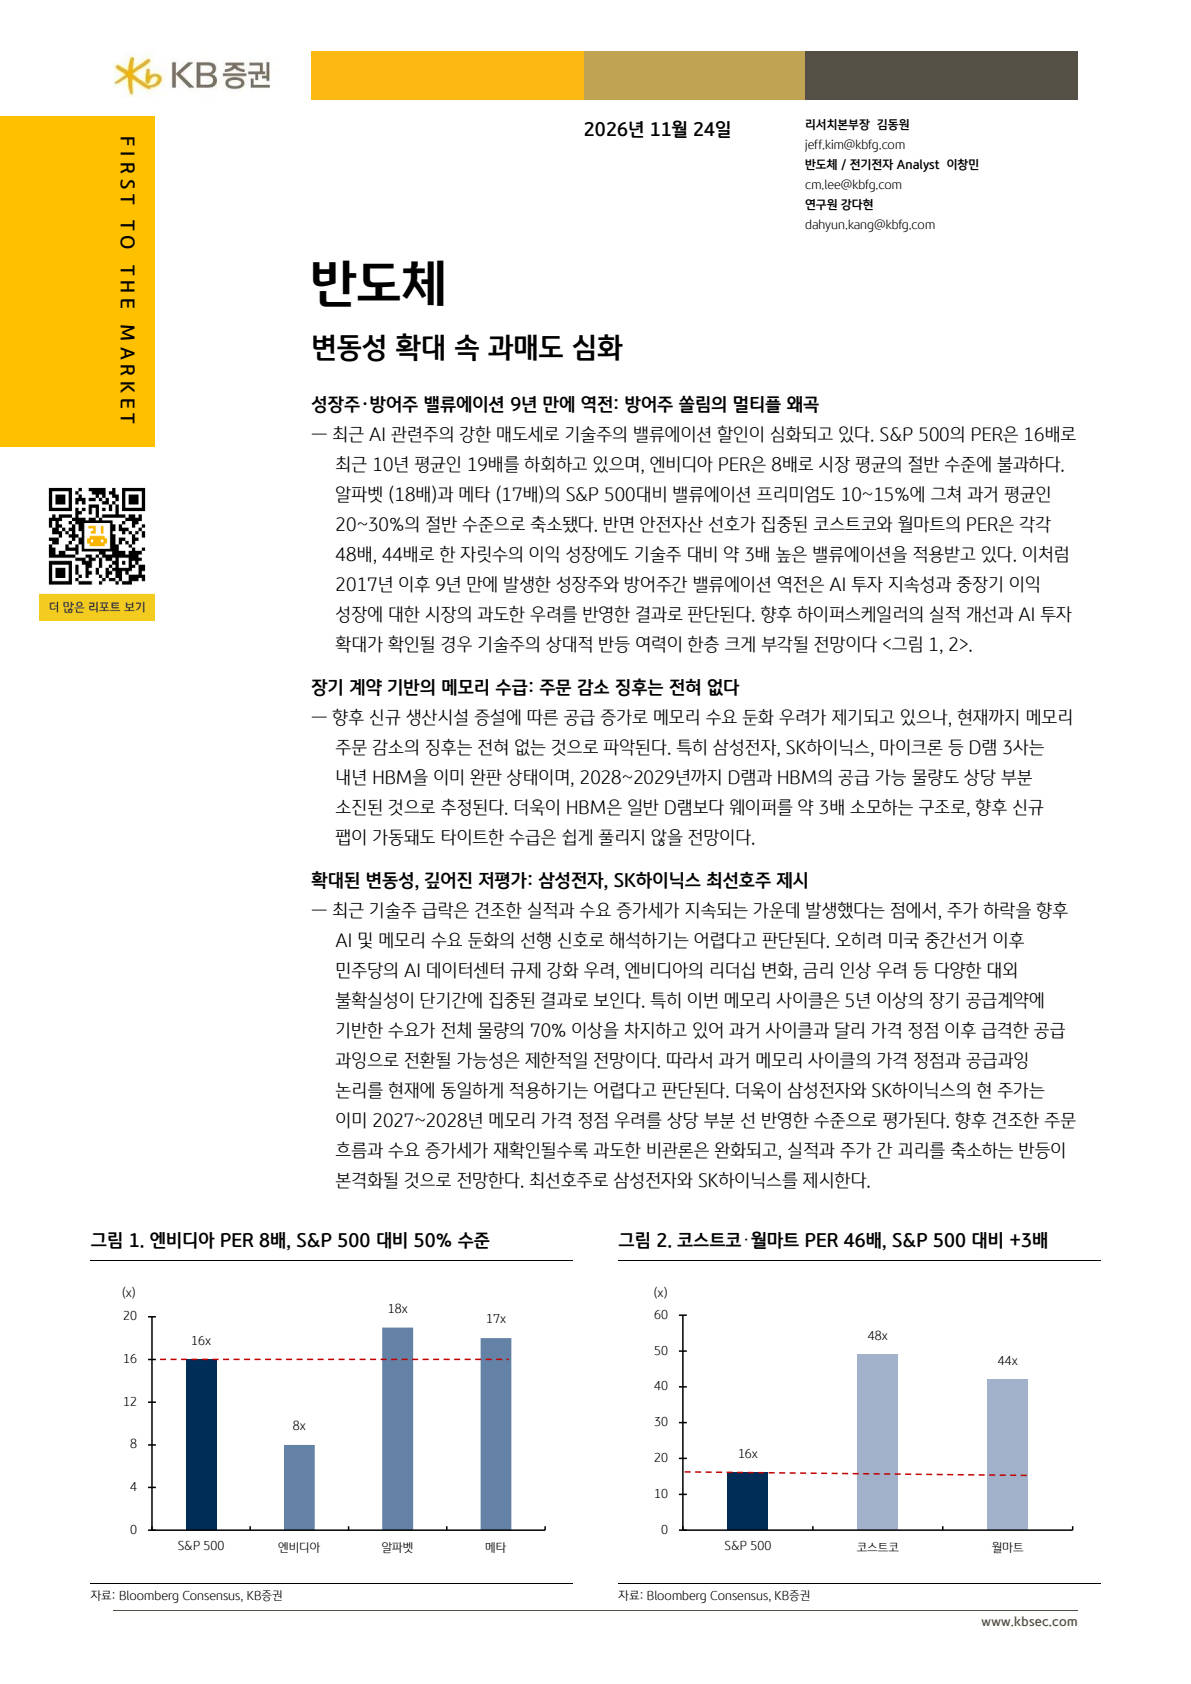 KB증권
FIRST TO THE MARKET
2026년 11월 24일
리서치본부장 김동원
jeff.kim@kbfg.com
반도체 / 전기전자 Analyst 이창민
cm.lee@kbfg.com
연구원 강다현
dahyun.kang@kbfg.com
더 많은 리포트 보기
반도체
변동성 확대 속 과매도 심화
성장주·방어주 밸류에이션 9년 만에 역전: 방어주 쏠림의 멀티플 왜곡
— 최근 AI 관련주의 강한 매도세로 기술주의 밸류에이션 할인이 심화되고 있다. S&P 500의 PER은 16배로
최근 10년 평균인 19배를 하회하고 있으며, 엔비디아 PER은 8배로 시장 평균의 절반 수준에 불과하다.
알파벳 (18배)과 메타 (17배)의 S&P 500대비 밸류에이션 프리미엄도 10~15%에 그쳐 과거 평균인
20~30%의 절반 수준으로 축소됐다. 반면 안전자산 선호가 집중된 코스트코와 월마트의 PER은 각각
48배, 44배로 한 자릿수의 이익 성장에도 기술주 대비 약 3배 높은 밸류에이션을 적용받고 있다. 이처럼
2017년 이후 9년 만에 발생한 성장주와 방어주간 밸류에이션 역전은 AI 투자 지속성과 중장기 이익
성장에 대한 시장의 과도한 우려를 반영한 결과로 판단된다. 향후 하이퍼스케일러의 실적 개선과 AI 투자
확대가 확인될 경우 기술주의 상대적 반등 여력이 한층 크게 부각될 전망이다 <그림 1, 2>.
장기 계약 기반의 메모리 수급: 주문 감소 징후는 전혀 없다
— 향후 신규 생산시설 증설에 따른 공급 증가로 메모리 수요 둔화 우려가 제기되고 있으나, 현재까지 메모리
주문 감소의 징후는 전혀 없는 것으로 파악된다. 특히 삼성전자, SK하이닉스, 마이크론 등 D램 3사는
내년 HBM을 이미 완판 상태이며, 2028~2029년까지 D램과 HBM의 공급 가능 물량도 상당 부분
소진된 것으로 추정된다. 더욱이 HBM은 일반 D램보다 웨이퍼를 약 3배 소모하는 구조로, 향후 신규
팹이 가동돼도 타이트한 수급은 쉽게 풀리지 않을 전망이다.
확대된 변동성, 깊어진 저평가: 삼성전자, SK하이닉스 최선호주 제시
— 최근 기술주 급락은 견조한 실적과 수요 증가세가 지속되는 가운데 발생했다는 점에서, 주가 하락을 향후
AI 및 메모리 수요 둔화의 선행 신호로 해석하기는 어렵다고 판단된다. 오히려 미국 중간선거 이후
민주당의 AI 데이터센터 규제 강화 우려, 엔비디아의 리더십 변화, 금리 인상 우려 등 다양한 대외
불확실성이 단기간에 집중된 결과로 보인다. 특히 이번 메모리 사이클은 5년 이상의 장기 공급계약에
기반한 수요가 전체 물량의 70% 이상을 차지하고 있어 과거 사이클과 달리 가격 정점 이후 급격한 공급
과잉으로 전환될 가능성은 제한적일 전망이다. 따라서 과거 메모리 사이클의 가격 정점과 공급과잉
논리를 현재에 동일하게 적용하기는 어렵다고 판단된다. 더욱이 삼성전자와 SK하이닉스의 현 주가는
이미 2027~2028년 메모리 가격 정점 우려를 상당 부분 선 반영한 수준으로 평가된다. 향후 견조한 주문
흐름과 수요 증가세가 재확인될수록 과도한 비관론은 완화되고, 실적과 주가 간 괴리를 축소하는 반등이
본격화될 것으로 전망한다. 최선호주로 삼성전자와 SK하이닉스를 제시한다.
그림 1. 엔비디아 PER 8배, S&P 500 대비 50% 수준
(x)
20
16
12
8
4
0
16x
8x
18x
17x
S&P 500
엔비디아
알파벳
메타
자료: Bloomberg Consensus, KB증권
그림 2. 코스트코·월마트 PER 46배, S&P 500 대비 +3배
(x)
60
50
40
30
20
10
0
16x
48x
44x
S&P 500
코스트코
월마트
자료: Bloomberg Consensus, KB증권
www.kbsec.com